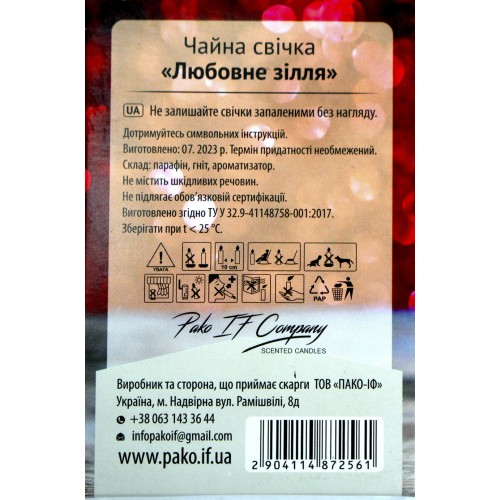 Чайна свічка
«Любовне зілля»
UA Не залишайте свічки запаленими без нагляду.
Дотримуйтесь символьних інструкцій.
Виготовлено: 07. 2023 р. Термін придатності необмежений.
Склад: парафін, гніт, ароматизатор.
Не містить шкідливих речовин.
Не підлягає обов'язковій сертифікації.
Виготовлено згідно ТУ У 32.9-41148758-001:2017.
Зберігати при t < 25 °C.
УВАГА
10 cm
PAP
Pako IF Company
SCENTED CANDLES
Виробник та сторона, що приймає скарги ТОВ «ПАКО-ІФ»
Україна, м. Надвірна вул. Рамішвілі, 8д
+38 063 143 36 44
infopakoif@gmail.com
www.pako.if.ua
2 904114 872561